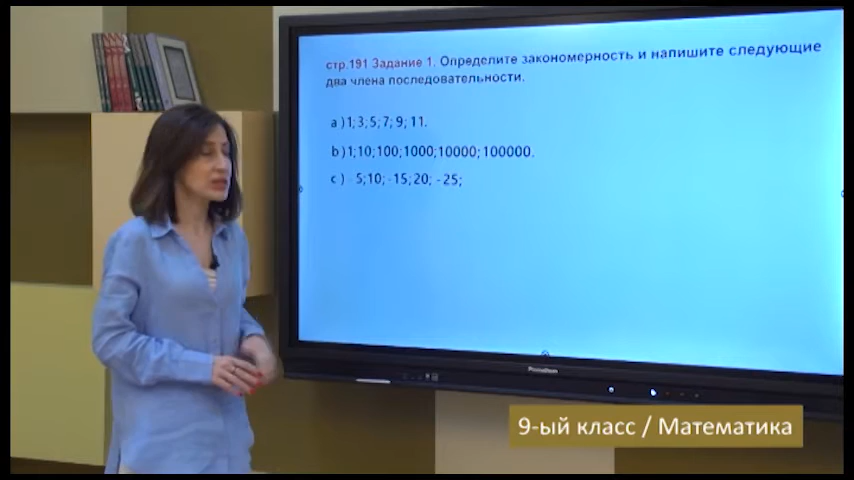 стр.191 Задание 1. Определите закономерность и напишите следующие
два члена последовательности.
a )1;3;5;7;9;11.
b )1;10;100;1000;10000;100000.
c ) -5;10;-15;20; -25;
Promethean
9-ый класс / Математика